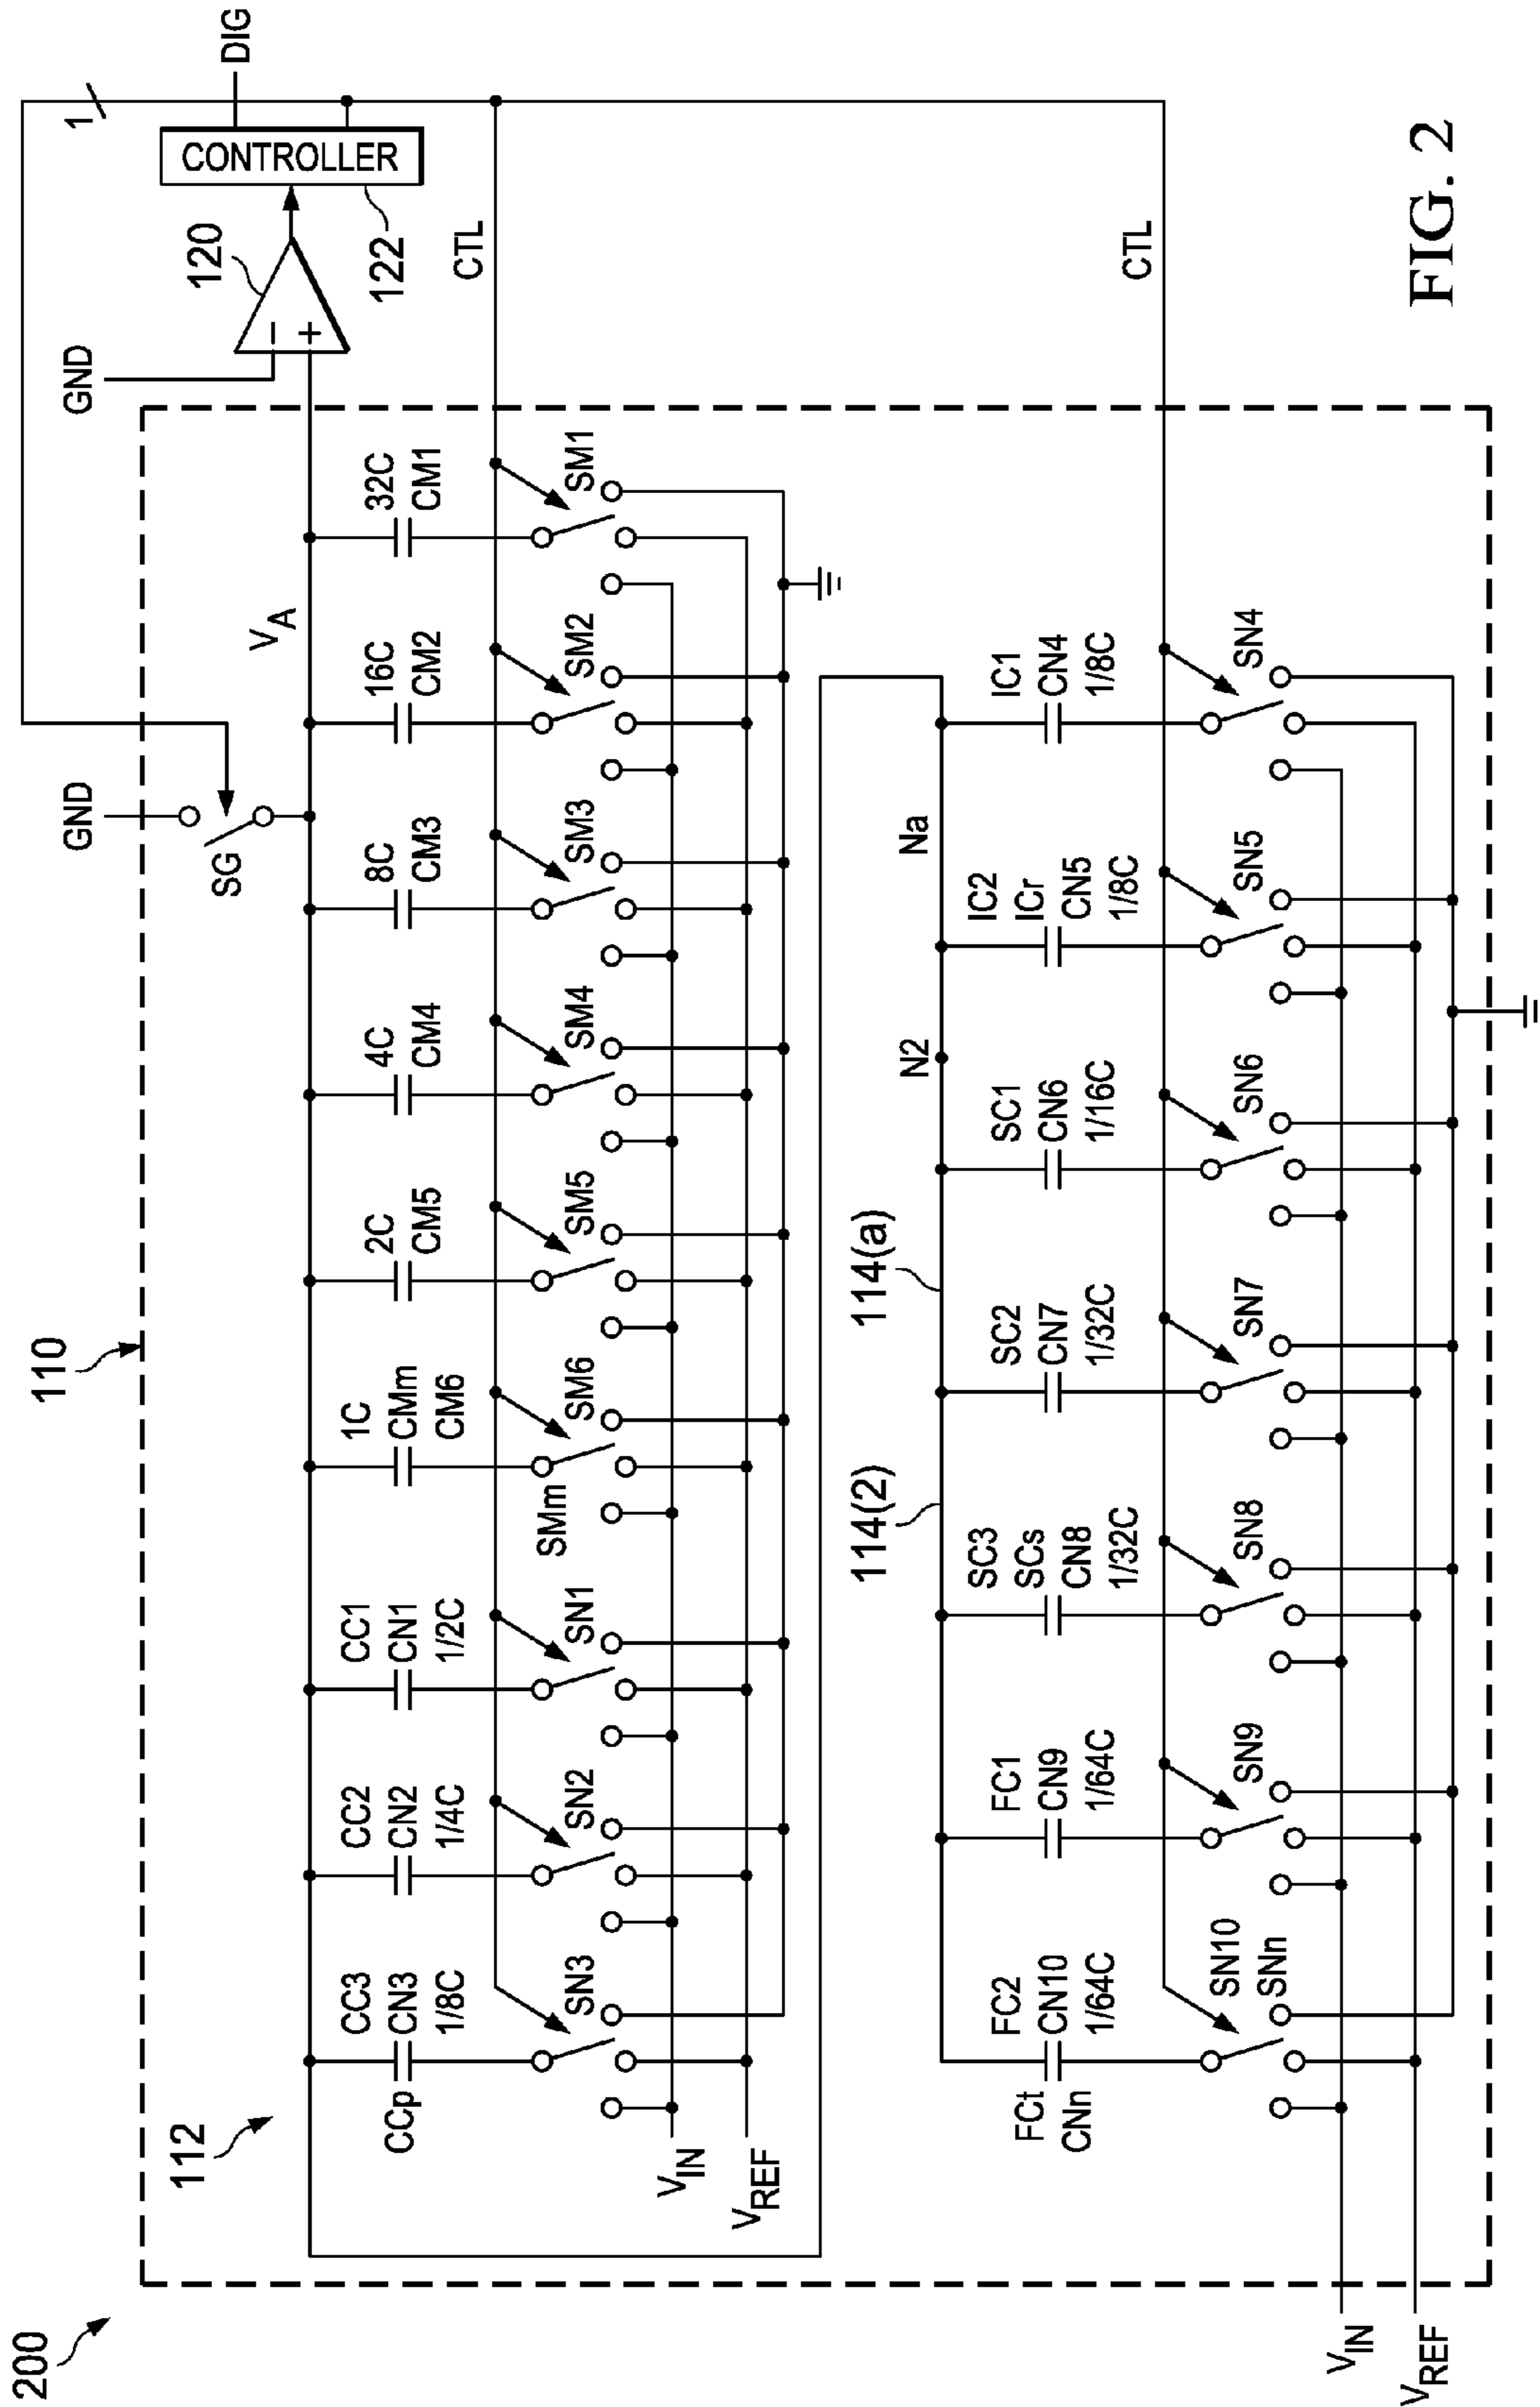 200
110
112
GND
GND
1
DIG
SG
V_A
120
CONTROLLER
122
CC3
CN3
1/8C
CCp
CC2
CN2
1/4C
CC1
CN1
1/2C
1C
CMm
CM6
2C
CM5
4C
CM4
8C
CM3
16C
CM2
32C
CM1
CTL
SN3
SN2
SN1
SMm
SM6
SM5
SM4
SM3
SM2
SM1
V_IN
V_REF
114(2)
114(a)
N2
Na
FC2
CN10
1/64C
FCt
CNn
FC1
CN9
1/64C
SC3
SCs
CN8
1/32C
SC2
CN7
1/32C
SC1
CN6
1/16C
IC2
ICr
CN5
1/8C
IC1
CN4
1/8C
CTL
SN10
SNn
SN9
SN8
SN7
SN6
SN5
SN4
V_IN
V_REF
FIG. 2